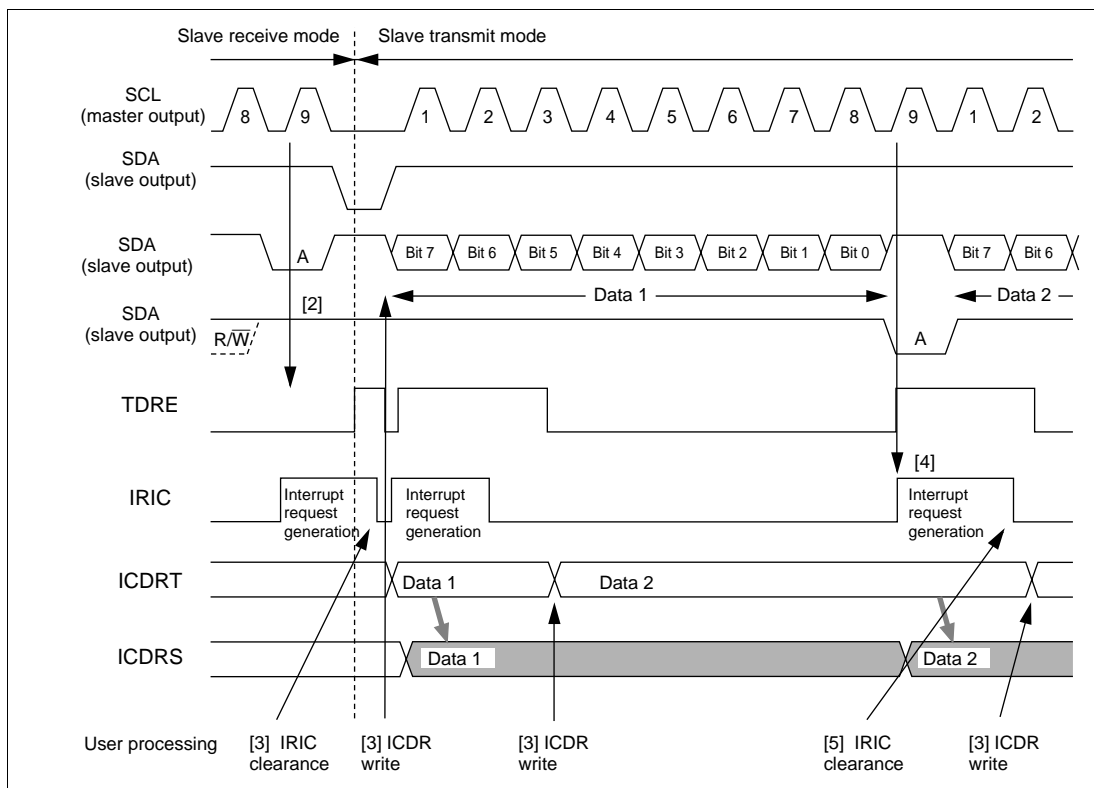 Slave receive mode Slave transmit mode
SCL
(master output)
8 9 1 2 3 4 5 6 7 8 9 1 2
SDA
(slave output)
SDA
(slave output)
A Bit 7 Bit 6 Bit 5 Bit 4 Bit 3 Bit 2 Bit 1 Bit 0 Bit 7 Bit 6
[2] Data 1 Data 2
SDA
(slave output)
R/W̅ A
TDRE
[4]
IRIC
Interrupt
request
generation
Interrupt
request
generation
Interrupt
request
generation
ICDRT
Data 1 Data 2
ICDRS
Data 1 Data 2
User processing
[3] IRIC
clearance
[3] ICDR
write
[3] ICDR
write
[5] IRIC
clearance
[3] ICDR
write